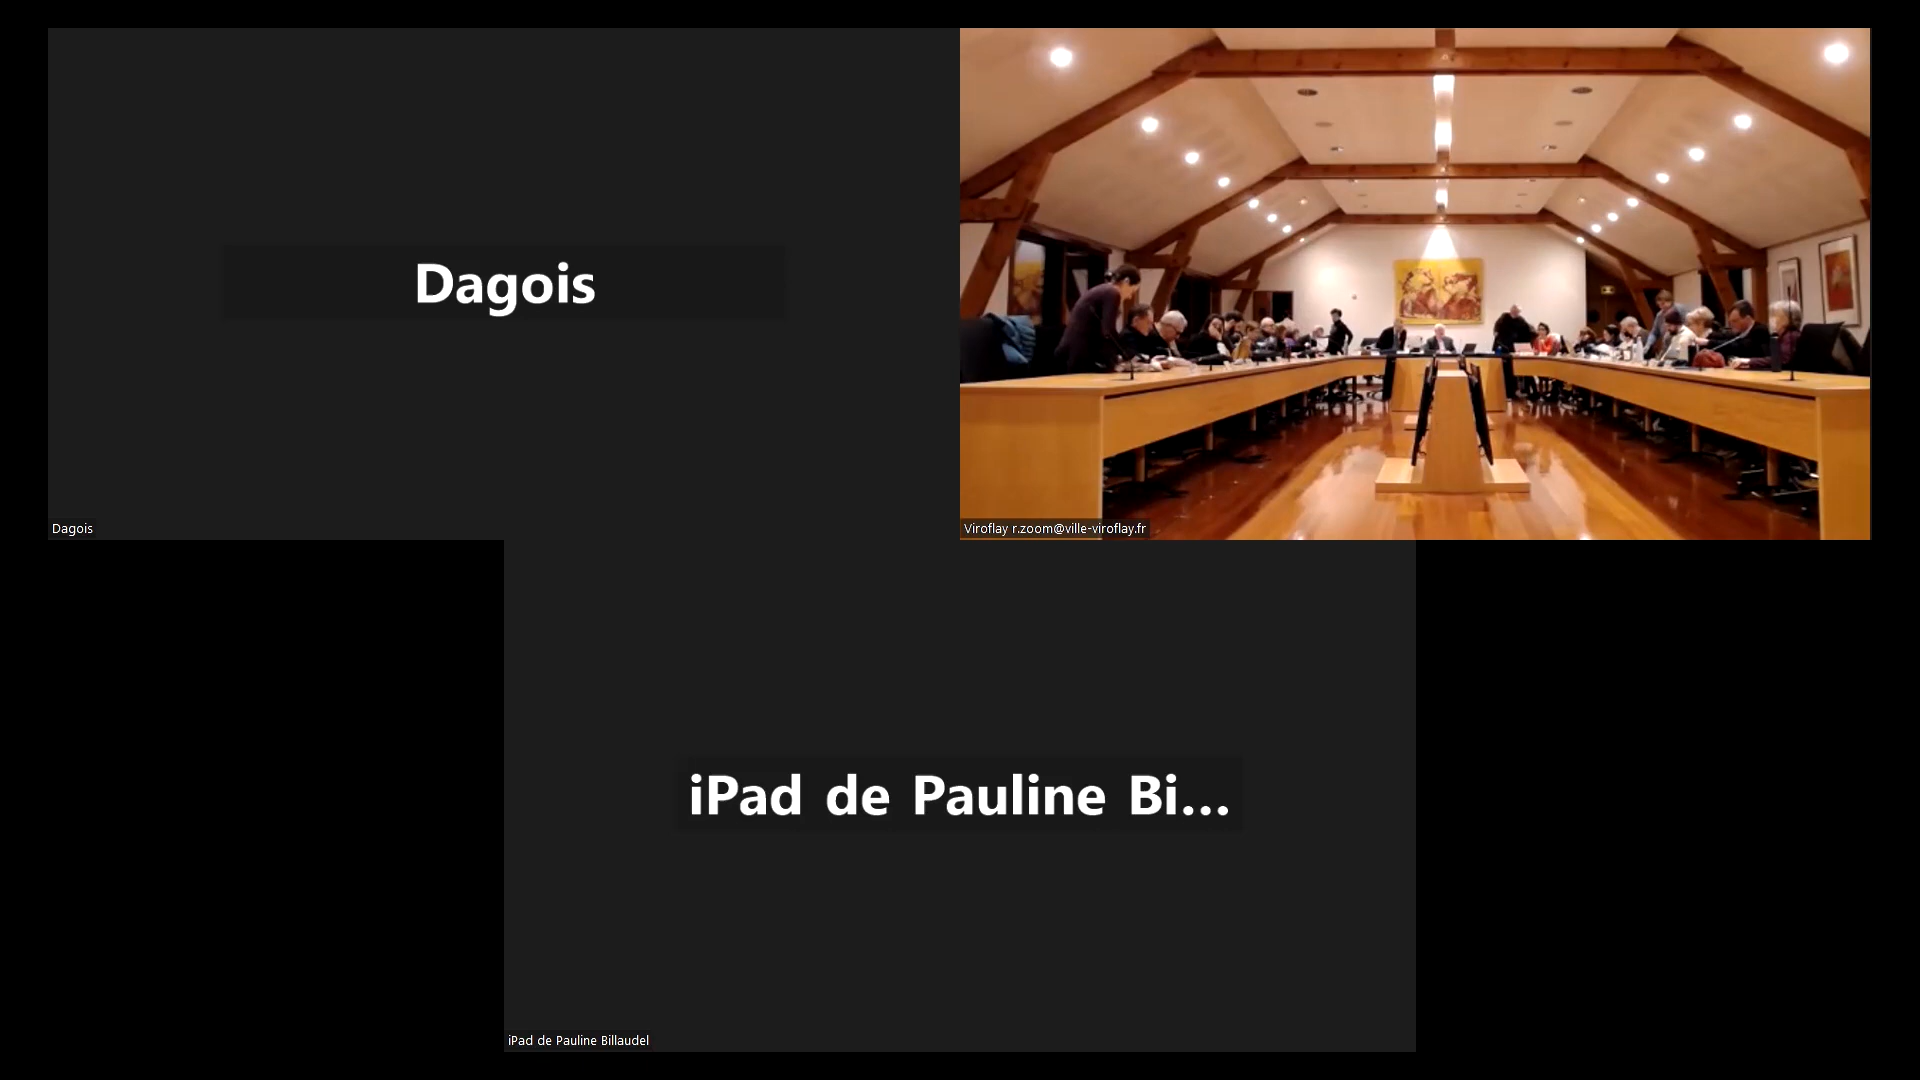 Dagois
Dagois
Viroflay r.zoom@ville-viroflay.fr
iPad de Pauline Bi...
iPad de Pauline Billaudel